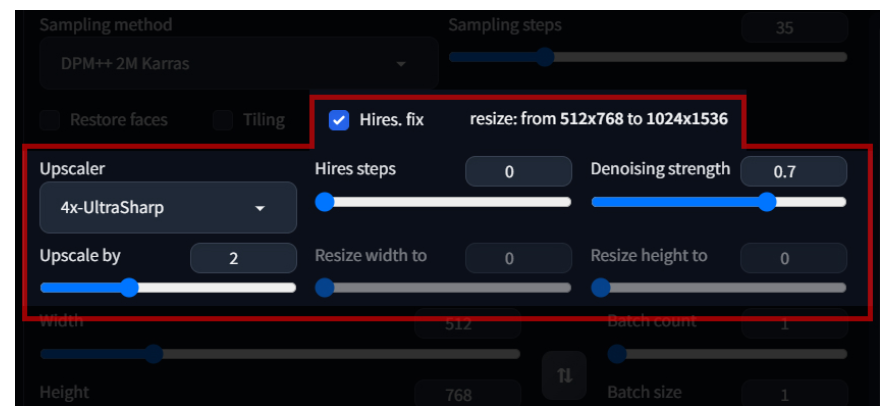 Sampling method
Sampling steps
35
DPM++ 2M Karras
Restore faces
Tiling
Hires. fix
resize: from 512x768 to 1024x1536
Upscaler
Hires steps
0
Denoising strength
0.7
4x-UltraSharp
Upscale by
2
Resize width to
0
Resize height to
0
Width
512
Batch count
1
Height
768
Batch size
1